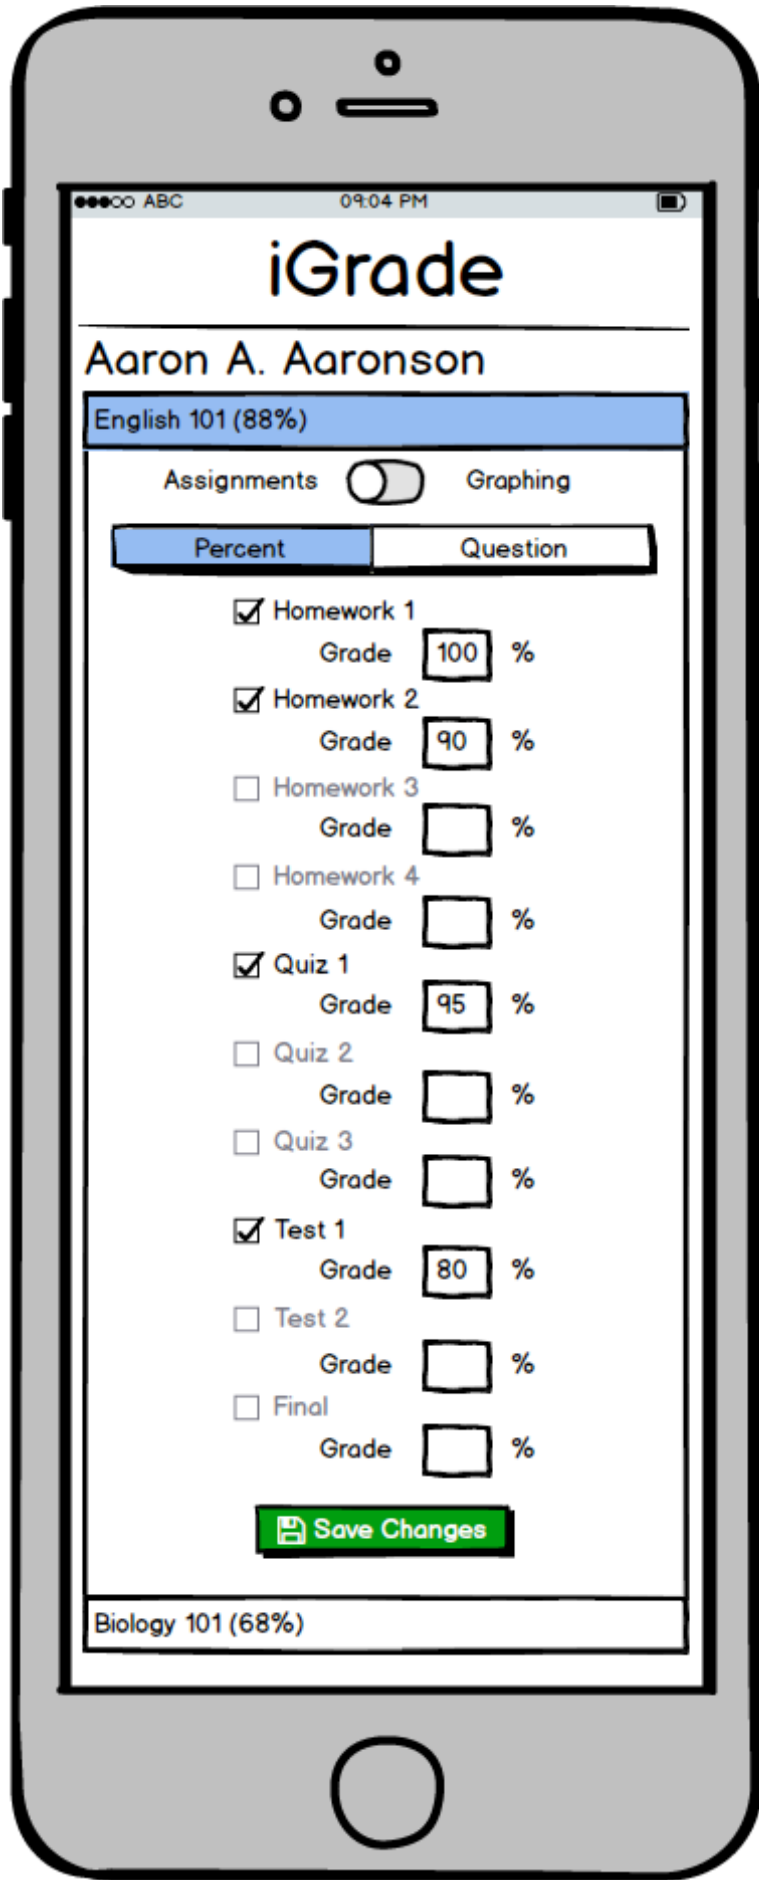 ABC 09:04 PM
iGrade
Aaron A. Aaronson
English 101 (88%)
Assignments Graphing
Percent Question
Homework 1
Grade 100 %
Homework 2
Grade 90 %
Homework 3
Grade %
Homework 4
Grade %
Quiz 1
Grade 95 %
Quiz 2
Grade %
Quiz 3
Grade %
Test 1
Grade 80 %
Test 2
Grade %
Final
Grade %
Save Changes
Biology 101 (68%)